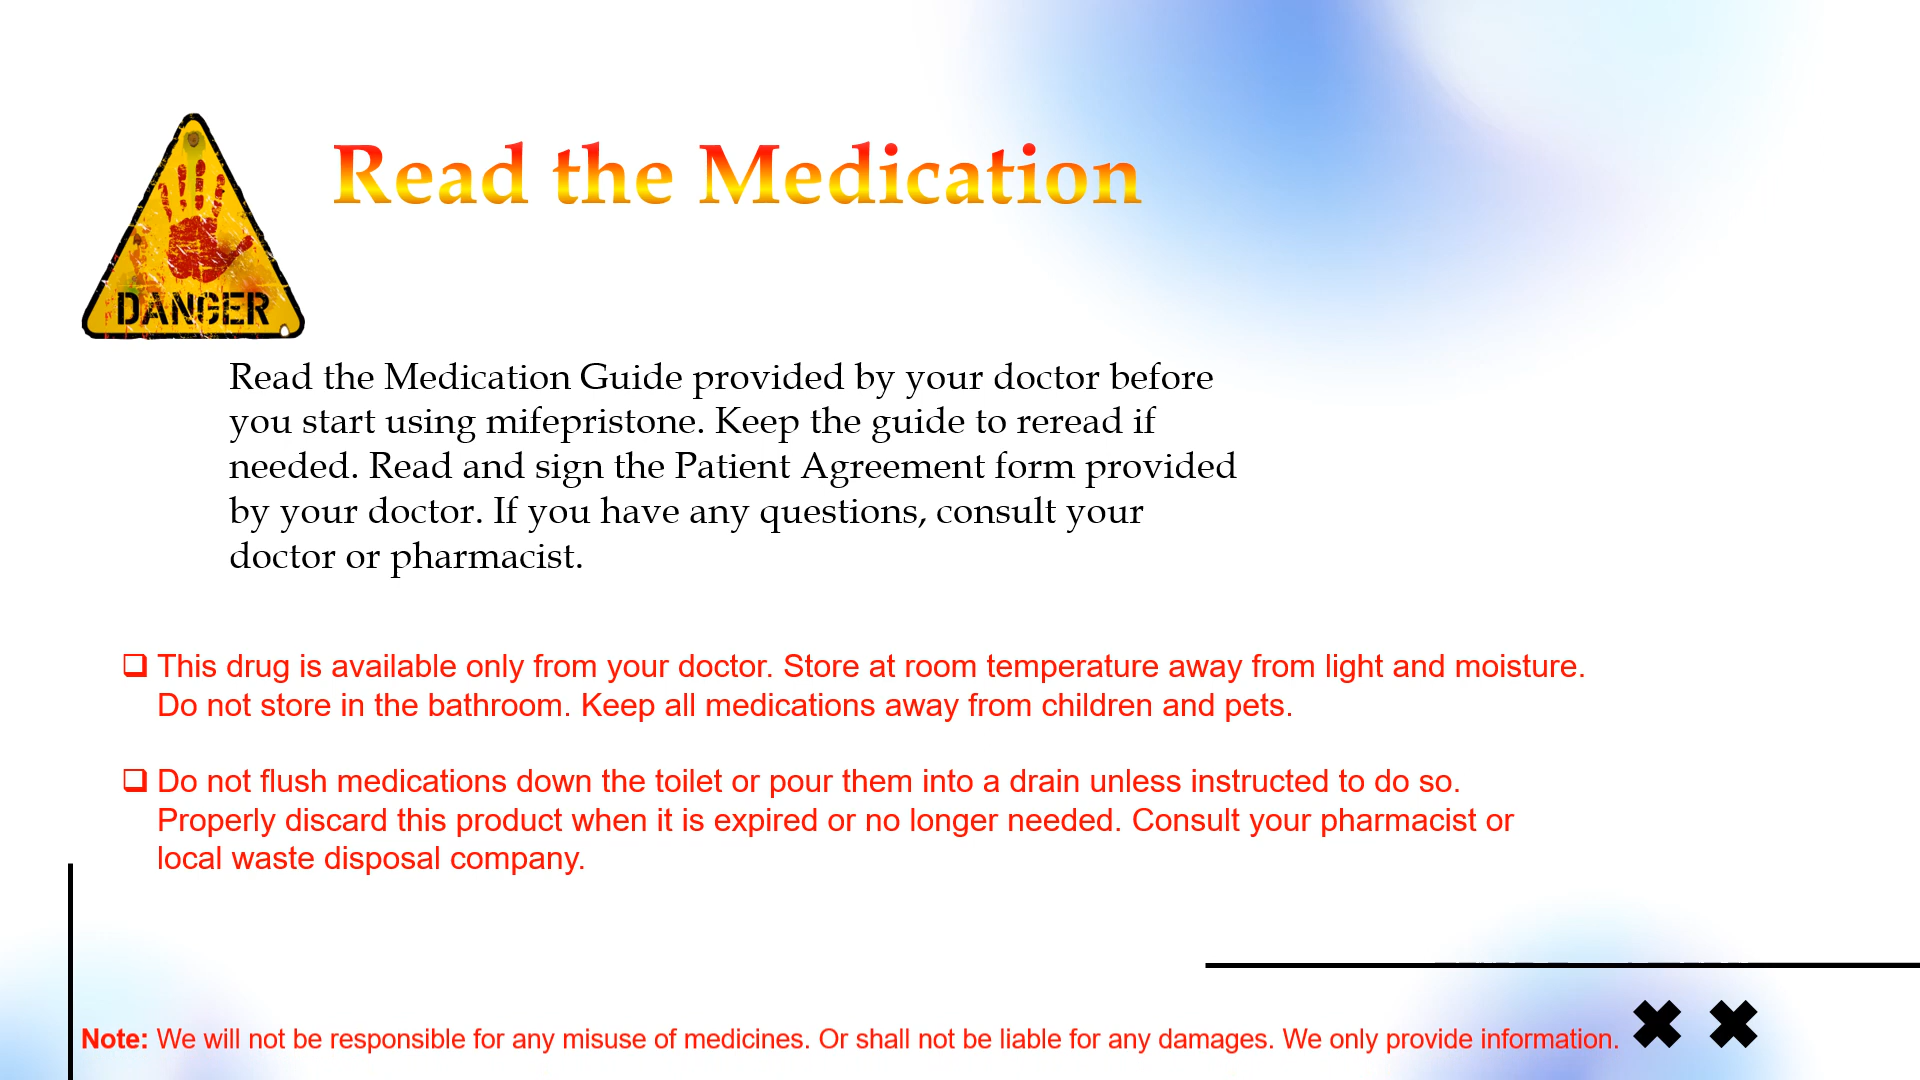 Read the Medication
DANGER
Read the Medication Guide provided by your doctor before
you start using mifepristone. Keep the guide to reread if
needed. Read and sign the Patient Agreement form provided
by your doctor. If you have any questions, consult your
doctor or pharmacist.
❑ This drug is available only from your doctor. Store at room temperature away from light and moisture.
Do not store in the bathroom. Keep all medications away from children and pets.
❑ Do not flush medications down the toilet or pour them into a drain unless instructed to do so.
Properly discard this product when it is expired or no longer needed. Consult your pharmacist or
local waste disposal company.
Note: We will not be responsible for any misuse of medicines. Or shall not be liable for any damages. We only provide information.